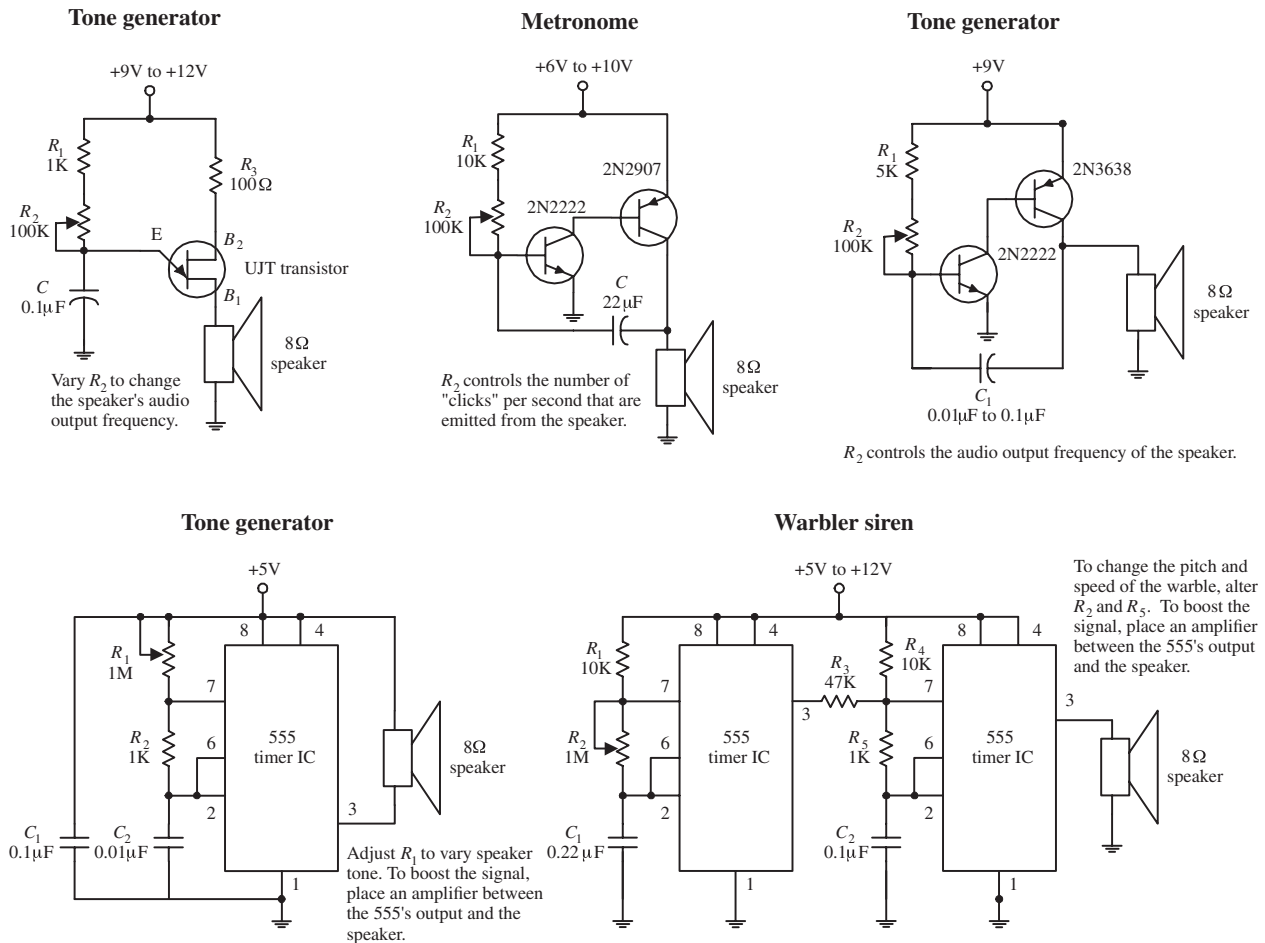 Tone generator
+9V to +12V
R1
1K
R3
100Ω
R2
100K
E
B2
UJT transistor
C
0.1μF
B1
8Ω
speaker
Vary R2 to change
the speaker's audio
output frequency.
Metronome
+6V to +10V
R1
10K
2N2907
R2
100K
2N2222
C
22μF
8Ω
speaker
R2 controls the number of
"clicks" per second that are
emitted from the speaker.
Tone generator
+9V
R1
5K
2N3638
R2
100K
2N2222
8Ω
speaker
C1
0.01μF to 0.1μF
R2 controls the audio output frequency of the speaker.
Tone generator
+5V
8
4
R1
1M
7
R2
1K
6
555
timer IC
8Ω
speaker
2
3
C1
0.1μF
C2
0.01μF
1
Adjust R1 to vary speaker
tone. To boost the signal,
place an amplifier between
the 555's output and the
speaker.
Warbler siren
+5V to +12V
8
4
R1
10K
7
R2
1M
6
555
timer IC
2
3
C1
0.22μF
1
R3
47K
R4
10K
8
4
7
R5
1K
6
555
timer IC
2
3
C2
0.1μF
1
8Ω
speaker
To change the pitch and
speed of the warble, alter
R2 and R5. To boost the
signal, place an amplifier
between the 555's output
and the speaker.